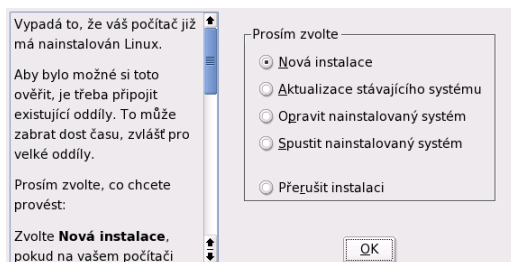 Vypadá to, že váš počítač již
má nainstalován Linux.
Aby bylo možné si toto
ověřit, je třeba připojit
existující oddíly. To může
zabrat dost času, zvlášť pro
velké oddíly.
Prosím zvolte, co chcete
provést:
Zvolte Nová instalace,
pokud na vašem počítači
Prosím zvolte
Nová instalace
Aktualizace stávajícího systému
Opravit nainstalovaný systém
Spustit nainstalovaný systém
Přerušit instalaci
OK